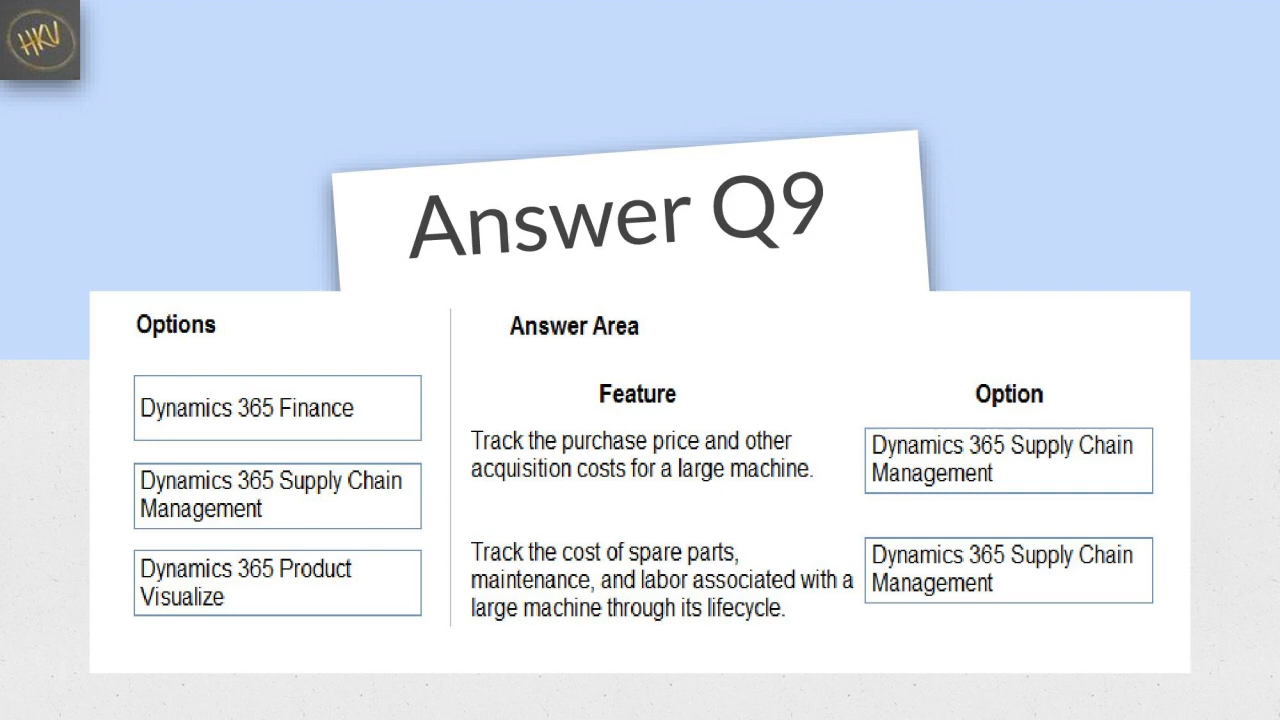 HKV
Answer Q9
Options
Dynamics 365 Finance
Dynamics 365 Supply Chain
Management
Dynamics 365 Product
Visualize
Answer Area
Feature
Option
Track the purchase price and other
acquisition costs for a large machine.
Dynamics 365 Supply Chain
Management
Track the cost of spare parts,
maintenance, and labor associated with a
large machine through its lifecycle.
Dynamics 365 Supply Chain
Management